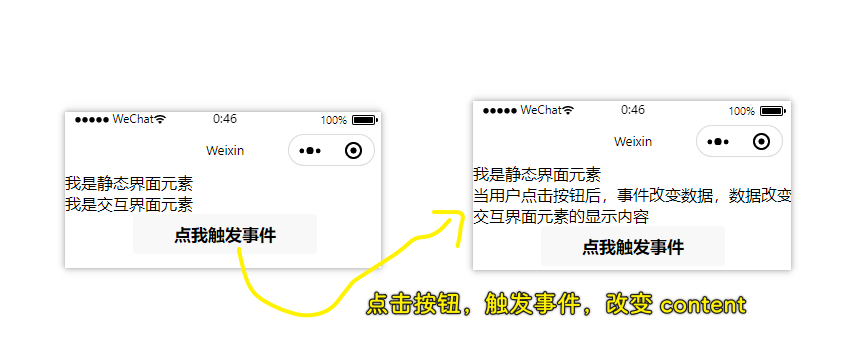 ●●●●● WeChat 0:46 100%
Weixin
我是静态界面元素
我是交互界面元素
点我触发事件
●●●●● WeChat 0:46 100%
Weixin
我是静态界面元素
当用户点击按钮后，事件改变数据，数据改变
交互界面元素的显示内容
点我触发事件
点击按钮，触发事件，改变 content